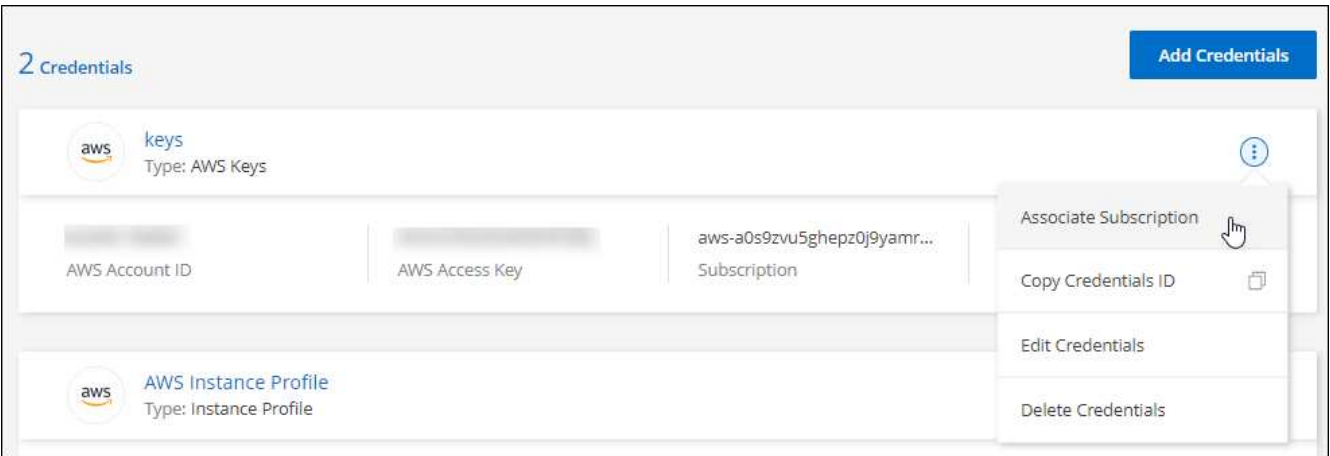 2 Credentials
Add Credentials
aws
keys
Type: AWS Keys
Associate Subscription
aws-a0s9zvu5ghepz0j9yamr...
AWS Account ID
AWS Access Key
Subscription
Copy Credentials ID
Edit Credentials
aws
AWS Instance Profile
Type: Instance Profile
Delete Credentials